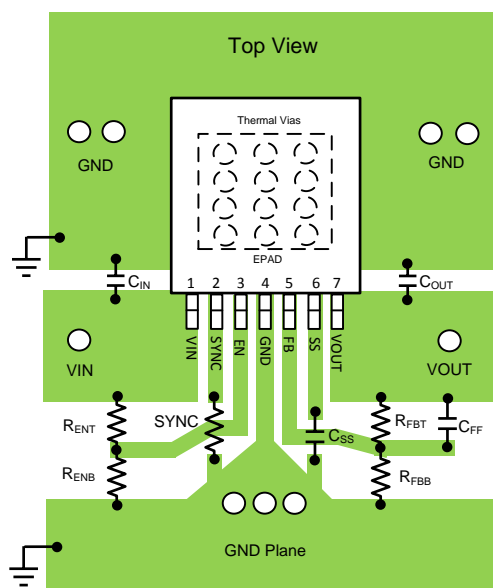 Top View
Thermal Vias
GND
GND
EPAD
1 2 3 4 5 6 7
CIN
COUT
VIN
SYNC
EN
GND
FB
SS
VOUT
VIN
VOUT
RENT
SYNC
CSS
RFBT
CFF
RENB
RFBB
GND Plane